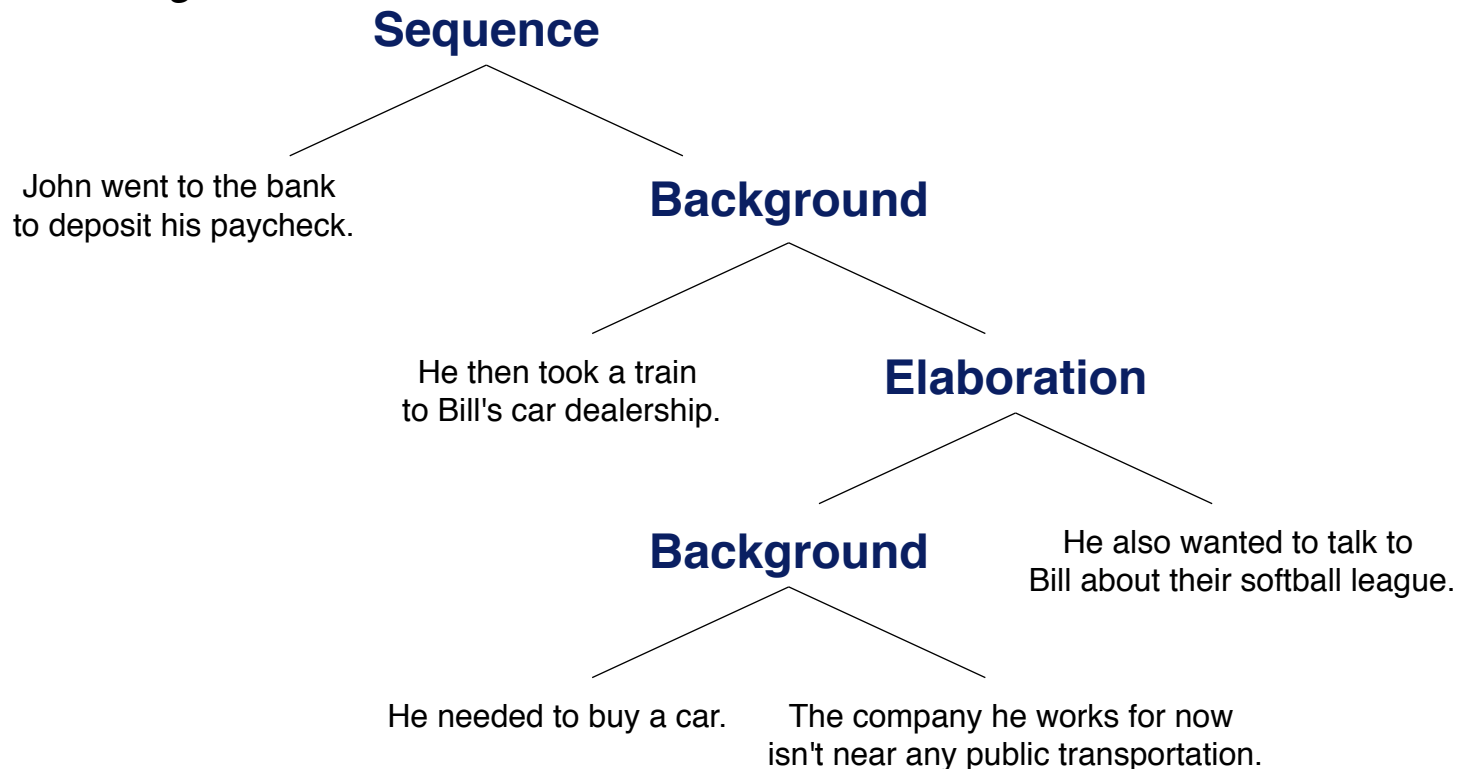 Sequence
John went to the bank
to deposit his paycheck.
Background
He then took a train
to Bill's car dealership.
Elaboration
Background
He also wanted to talk to
Bill about their softball league.
He needed to buy a car.
The company he works for now
isn't near any public transportation.